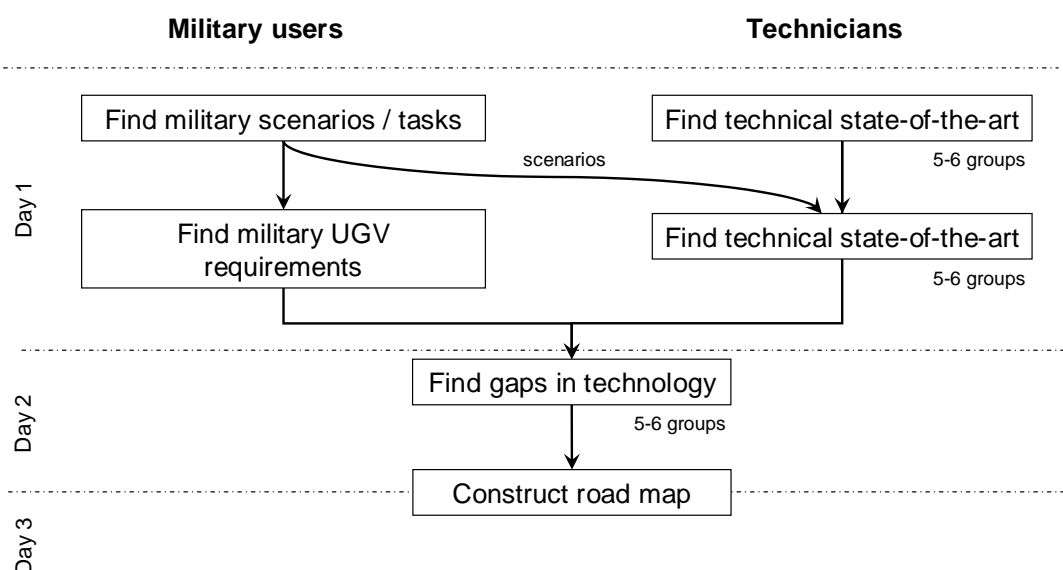 Military users
Technicians
Find military scenarios / tasks
Find technical state-of-the-art
5-6 groups
scenarios
Day 1
Find military UGV
requirements
Find technical state-of-the-art
5-6 groups
Find gaps in technology
5-6 groups
Day 2
Construct road map
Day 3